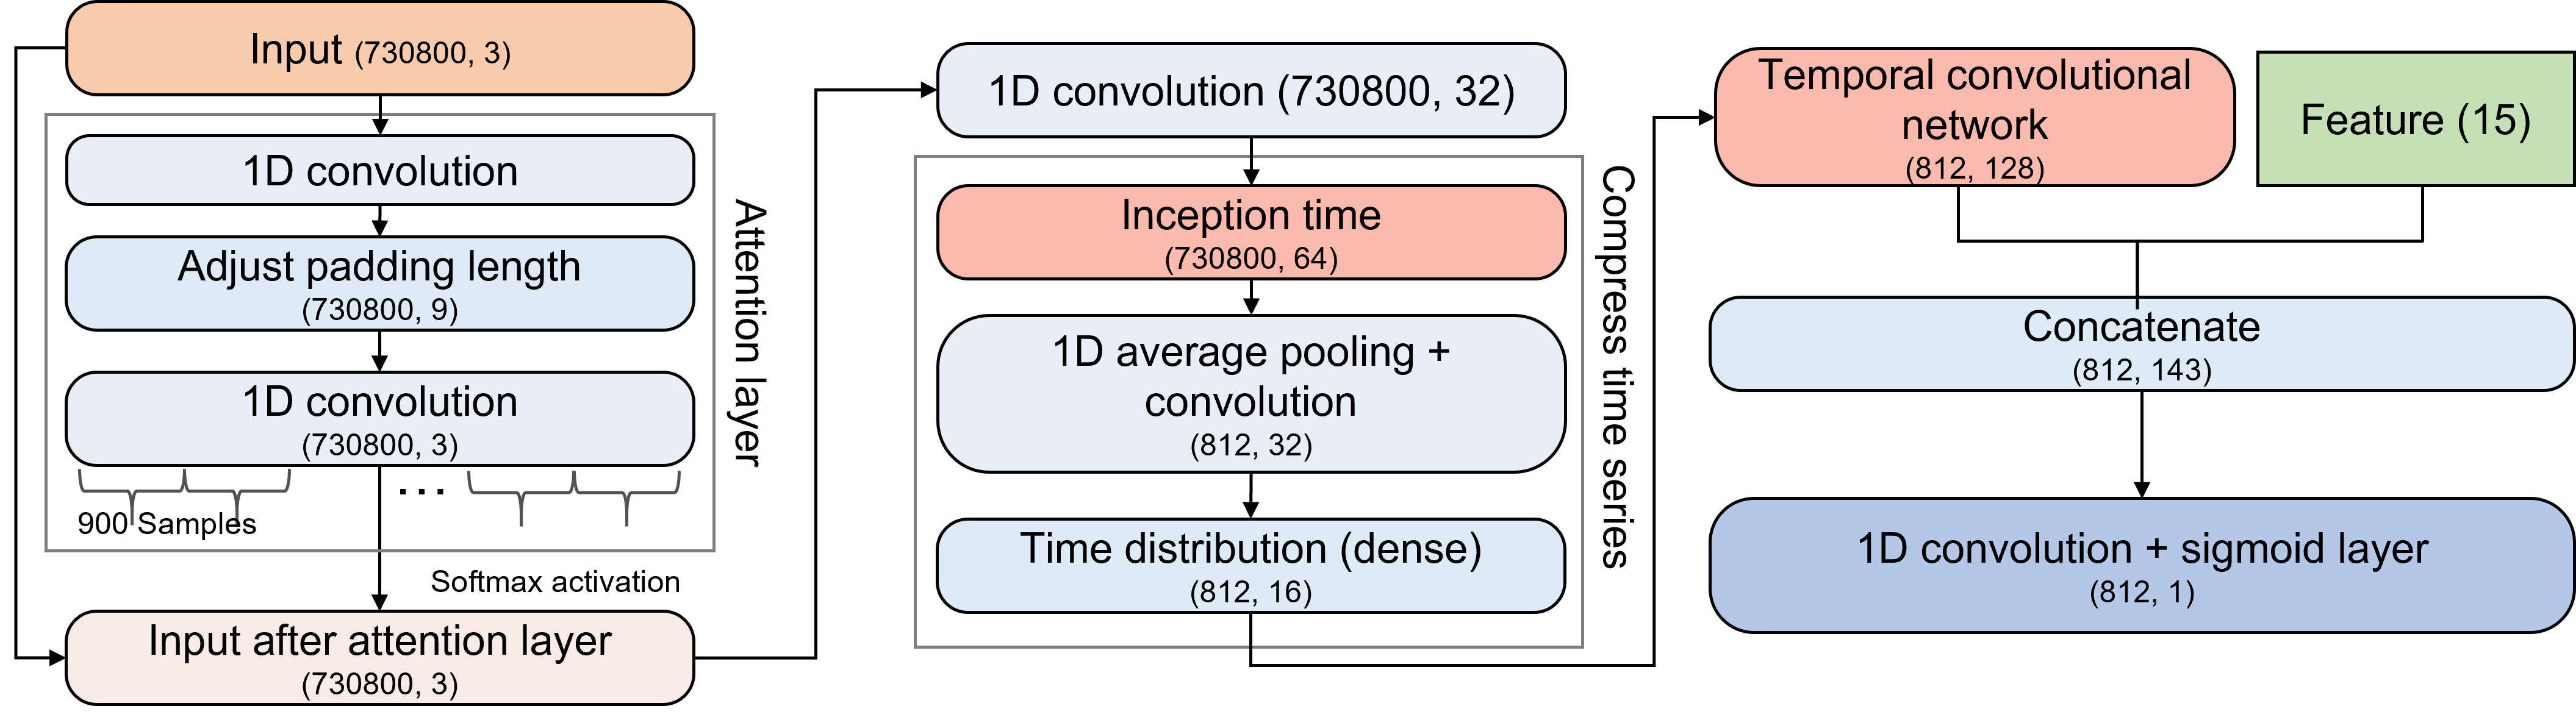 Input (730800, 3)
1D convolution
Adjust padding length
(730800, 9)
1D convolution
(730800, 3)
...
900 Samples
Attention layer
Softmax activation
Input after attention layer
(730800, 3)
1D convolution (730800, 32)
Inception time
(730800, 64)
1D average pooling +
convolution
(812, 32)
Time distribution (dense)
(812, 16)
Compress time series
Temporal convolutional
network
(812, 128)
Feature (15)
Concatenate
(812, 143)
1D convolution + sigmoid layer
(812, 1)